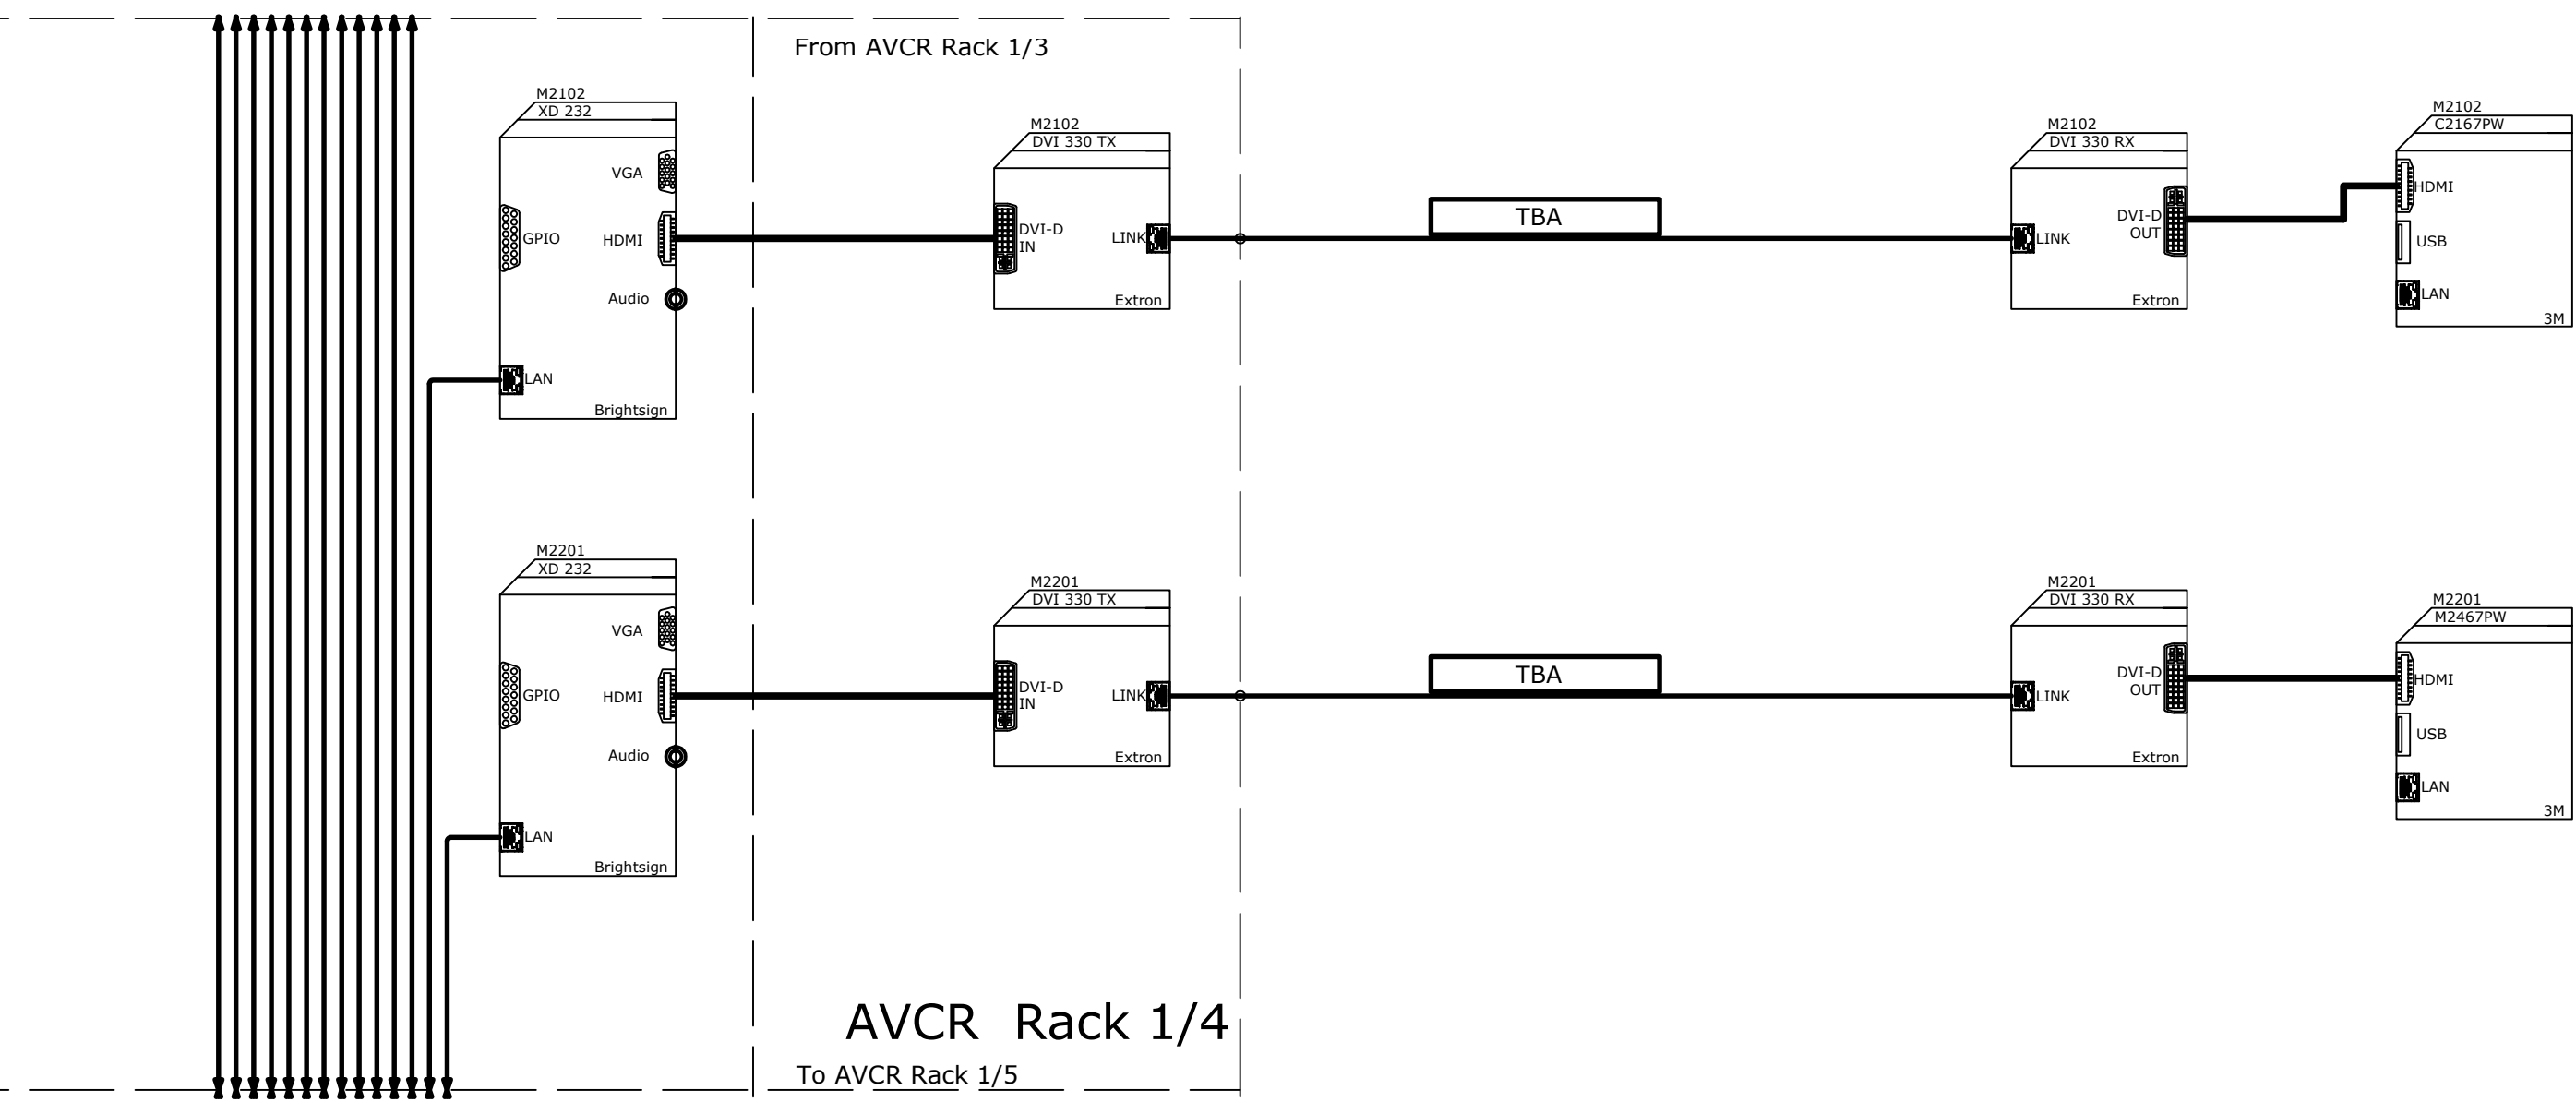 From AVCR Rack 1/3
M2102
XD 232
VGA
GPIO
HDMI
Audio
LAN
Brightsign
M2102
DVI 330 TX
DVI-D
IN
LINK
Extron
TBA
M2102
DVI 330 RX
LINK
DVI-D
OUT
Extron
M2102
C2167PW
HDMI
USB
LAN
3M
M2201
XD 232
VGA
GPIO
HDMI
Audio
LAN
Brightsign
M2201
DVI 330 TX
DVI-D
IN
LINK
Extron
TBA
M2201
DVI 330 RX
LINK
DVI-D
OUT
Extron
M2201
M2467PW
HDMI
USB
LAN
3M
AVCR Rack 1/4
To AVCR Rack 1/5